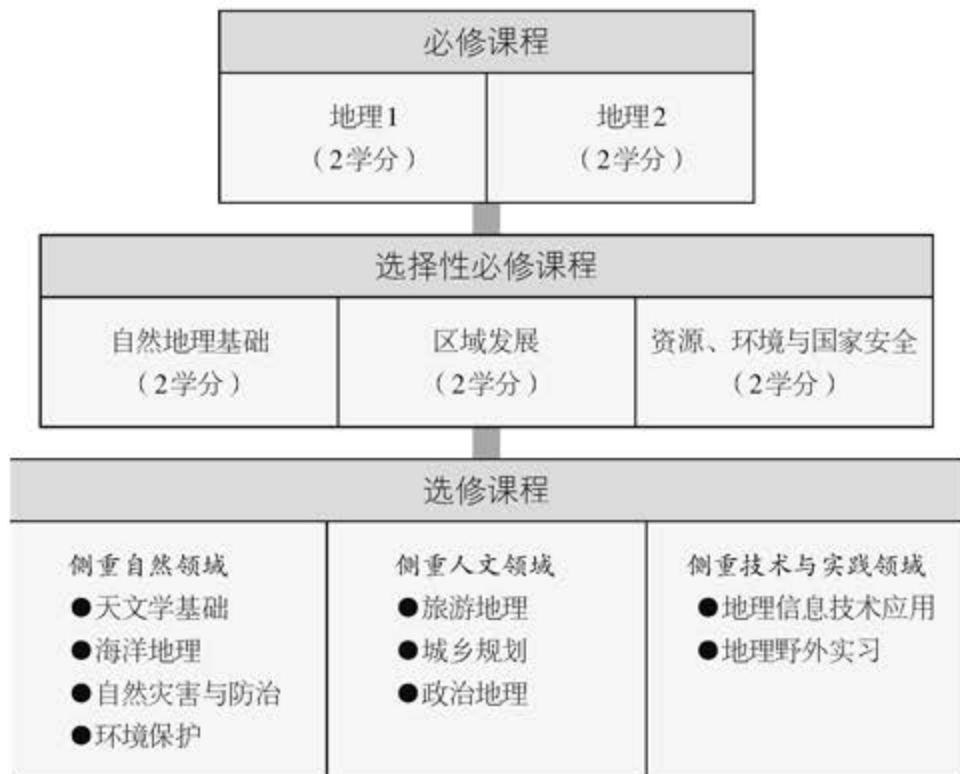 必修课程
地理1
（2学分）
地理2
（2学分）
选择性必修课程
自然地理基础
（2学分）
区域发展
（2学分）
资源、环境与国家安全
（2学分）
选修课程
侧重自然领域
●天文学基础
●海洋地理
●自然灾害与防治
●环境保护
侧重人文领域
●旅游地理
●城乡规划
●政治地理
侧重技术与实践领域
●地理信息技术应用
●地理野外实习